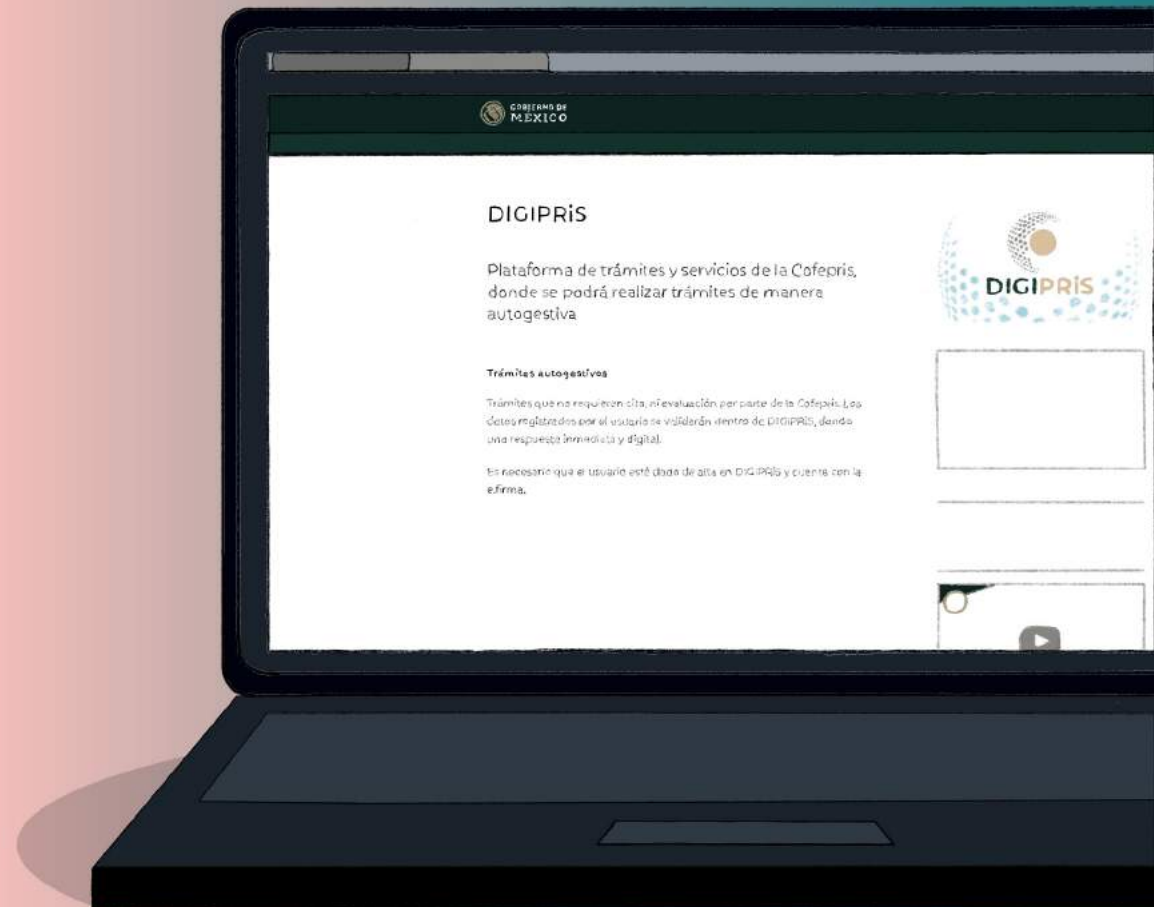 GOBIERNO DE
MÉXICO
DIGIPRiS
Plataforma de trámites y servicios de la Cofepris,
donde se podrá realizar trámites de manera
autogestiva
DIGIPRiS
Trámites autogestivos
Trámites que no requieren cita, ni evaluación por parte de la Cofepris. Los
datos registrados por el usuario se validarán dentro de DIGIPRiS, dando
una respuesta inmediata y digital.
Es necesario que el usuario esté dado de alta en DIGIPRiS y cuente con la
e.firma.